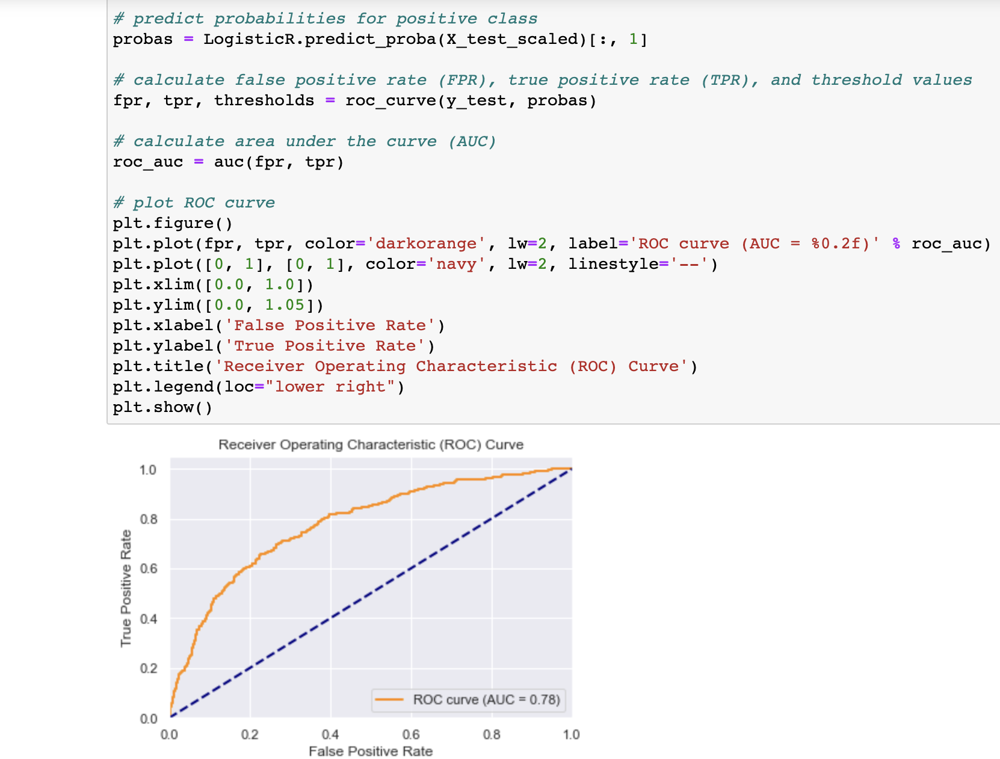 # predict probabilities for positive class
probas = LogisticR.predict_proba(X_test_scaled)[:, 1]
# calculate false positive rate (FPR), true positive rate (TPR), and threshold values
fpr, tpr, thresholds = roc_curve(y_test, probas)
# calculate area under the curve (AUC)
roc_auc = auc(fpr, tpr)
# plot ROC curve
plt.figure()
plt.plot(fpr, tpr, color='darkorange', lw=2, label='ROC curve (AUC = %0.2f)' % roc_auc)
plt.plot([0, 1], [0, 1], color='navy', lw=2, linestyle='--')
plt.xlim([0.0, 1.0])
plt.ylim([0.0, 1.05])
plt.xlabel('False Positive Rate')
plt.ylabel('True Positive Rate')
plt.title('Receiver Operating Characteristic (ROC) Curve')
plt.legend(loc="lower right")
plt.show()
Receiver Operating Characteristic (ROC) Curve
1.0
0.8
0.6
0.4
0.2
0.0
True Positive Rate
ROC curve (AUC = 0.78)
0.0 0.2 0.4 0.6 0.8 1.0
False Positive Rate